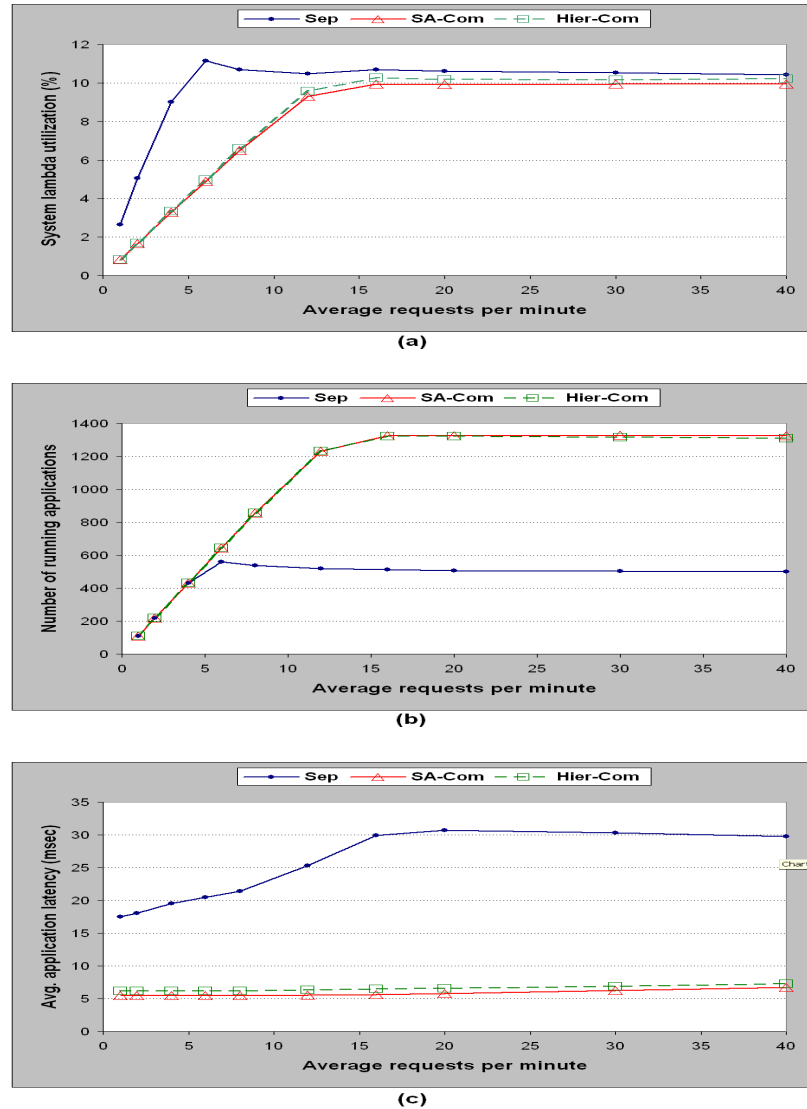 Sep SA-Com Hier-Com
System lambda utilization (%)
12
10
8
6
4
2
0
0 5 10 15 20 25 30 35 40
Average requests per minute
(a)
Sep SA-Com Hier-Com
Number of running applications
1400
1200
1000
800
600
400
200
0
0 5 10 15 20 25 30 35 40
Average requests per minute
(b)
Sep SA-Com Hier-Com
Avg. application latency (msec)
35
30
25
20
15
10
5
0
Chart
0 5 10 15 20 25 30 35 40
Average requests per minute
(c)